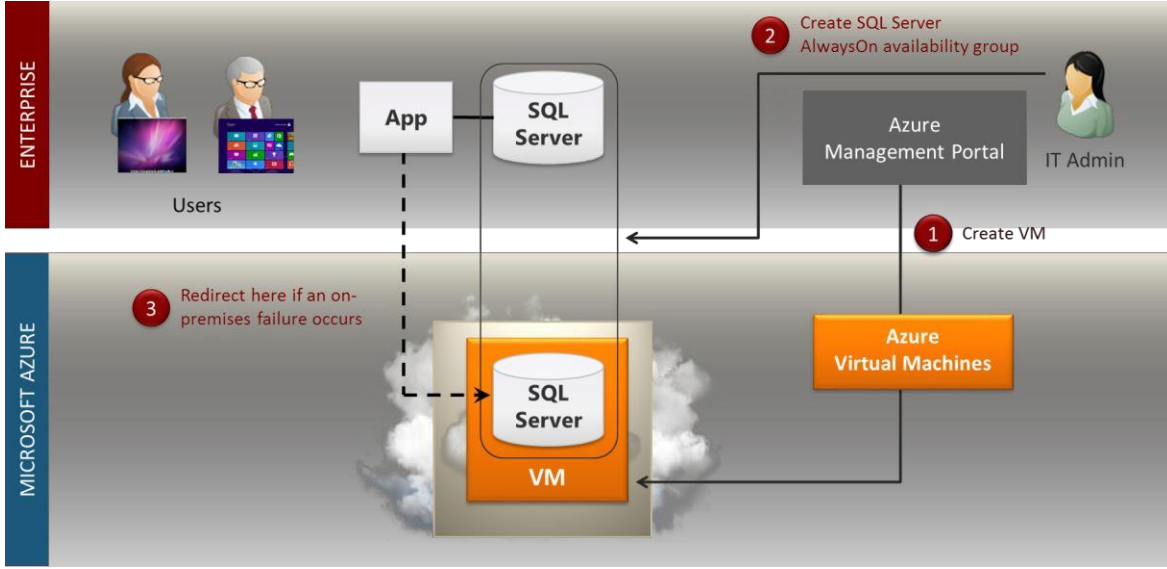 ENTERPRISE
Users
App
SQL
Server
2
Create SQL Server
AlwaysOn availability group
Azure
Management Portal
IT Admin
1
Create VM
MICROSOFT AZURE
3
Redirect here if an on-
premises failure occurs
SQL
Server
VM
Azure
Virtual Machines